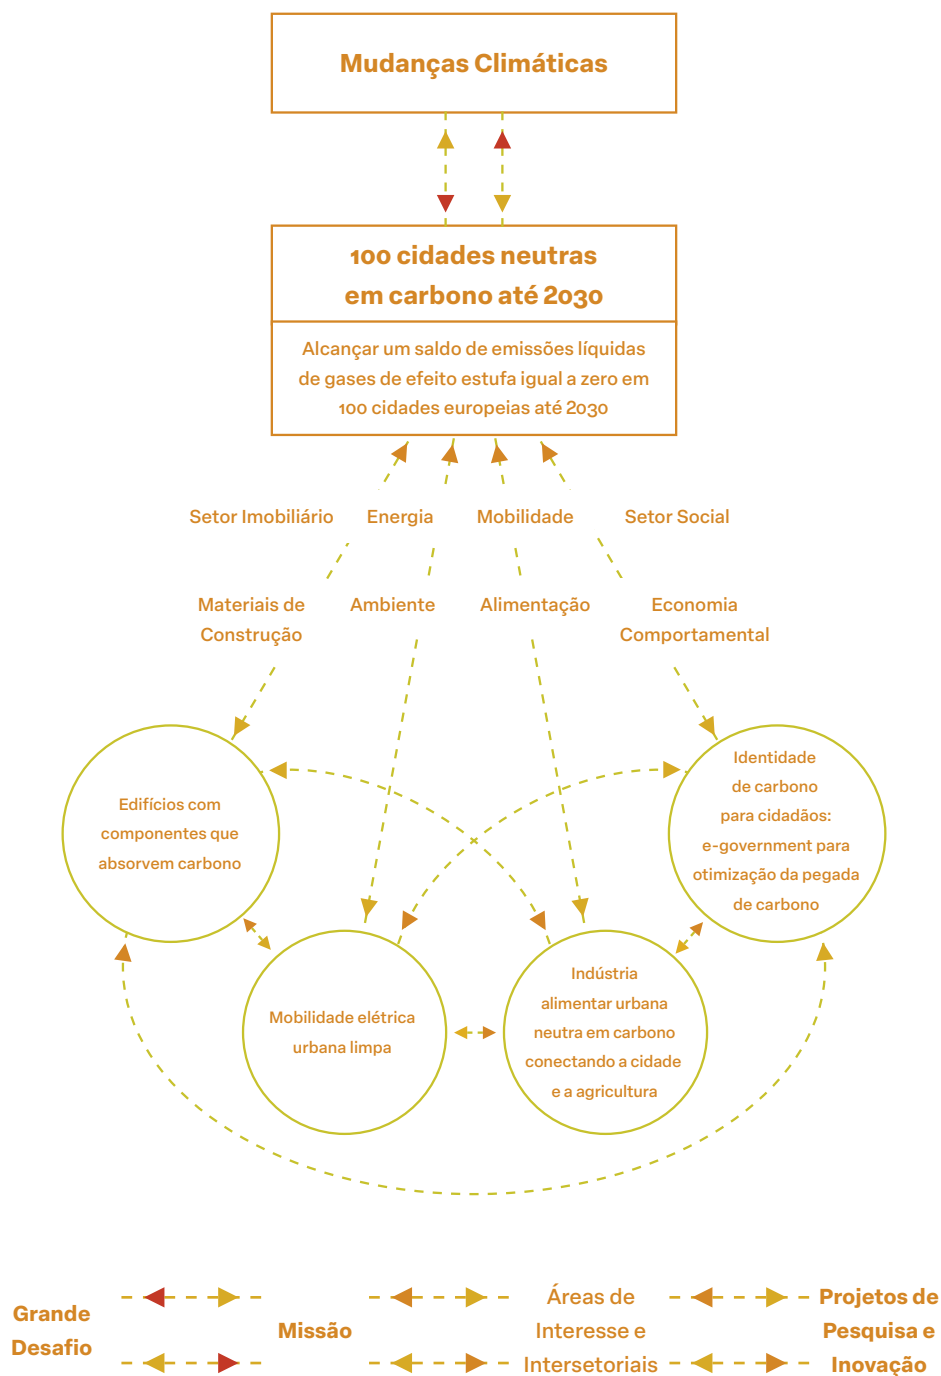 Mudanças Climáticas
100 cidades neutras
em carbono até 2030
Alcançar um saldo de emissões líquidas
de gases de efeito estufa igual a zero em
100 cidades europeias até 2030
Setor Imobiliário
Energia
Mobilidade
Setor Social
Materiais de
Construção
Ambiente
Alimentação
Economia
Comportamental
Edifícios com
componentes que
absorvem carbono
Identidade
de carbono
para cidadãos:
e-government para
otimização da pegada
de carbono
Mobilidade elétrica
urbana limpa
Indústria
alimentar urbana
neutra em carbono
conectando a cidade
e a agricultura
Grande
Desafio
Missão
Áreas de
Interesse e
Intersetoriais
Projetos de
Pesquisa e
Inovação